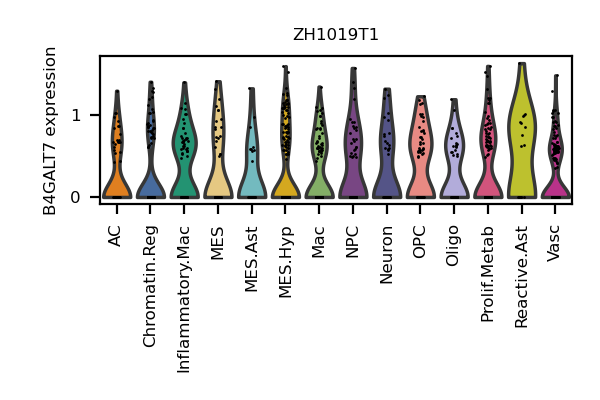 ZH1019T1
B4GALT7 expression
1
0
AC
Chromatin.Reg
Inflammatory.Mac
MES
MES.Ast
MES.Hyp
Mac
NPC
Neuron
OPC
Oligo
Prolif.Metab
Reactive.Ast
Vasc